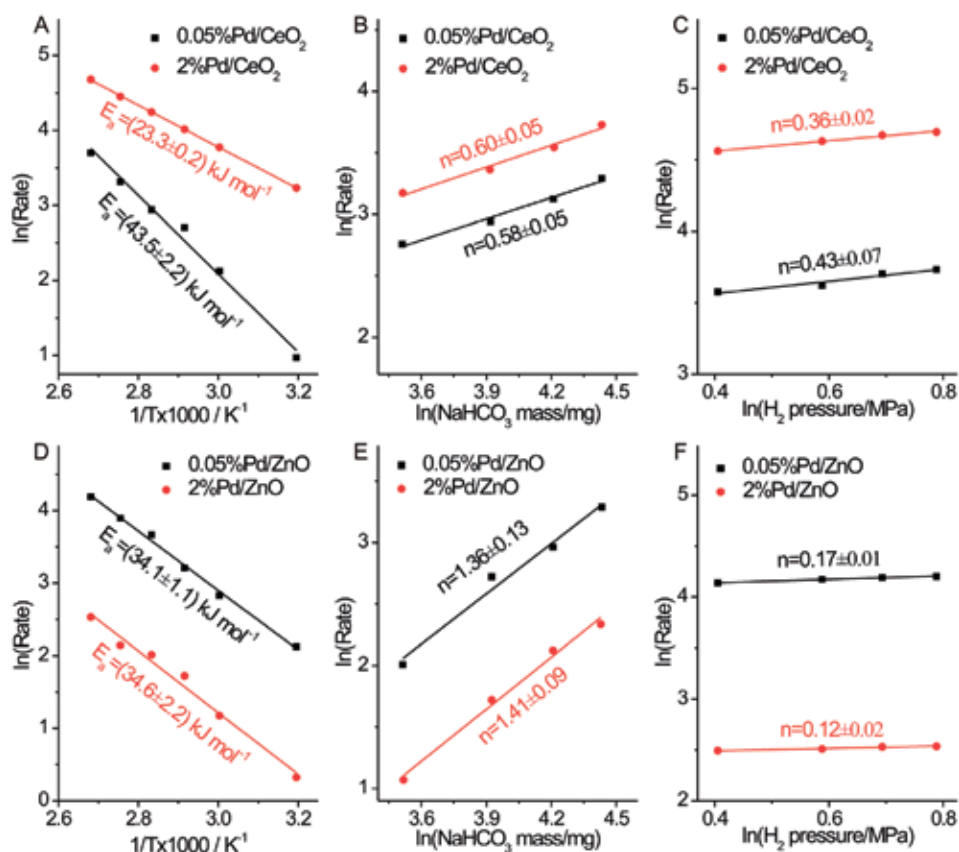 A
0.05%Pd/CeO₂
2%Pd/CeO₂
Eₐ=(23.3±0.2) kJ mol⁻¹
Eₐ=(43.5±2.2) kJ mol⁻¹
ln(Rate)
5
4
3
2
1
2.6 2.8 3.0 3.2
1/Tx1000 / K⁻¹
B
0.05%Pd/CeO₂
2%Pd/CeO₂
n=0.60±0.05
n=0.58±0.05
ln(Rate)
4
3
2
3.6 3.9 4.2 4.5
ln(NaHCO₃ mass/mg)
C
0.05%Pd/CeO₂
2%Pd/CeO₂
n=0.36±0.02
n=0.43±0.07
ln(Rate)
5
4
3
0.4 0.6 0.8
ln(H₂ pressure/MPa)
D
0.05%Pd/ZnO
2%Pd/ZnO
Eₐ=(34.1±1.1) kJ mol⁻¹
Eₐ=(34.6±2.2) kJ mol⁻¹
ln(Rate)
5
4
3
2
1
0
2.6 2.8 3.0 3.2
1/Tx1000 / K⁻¹
E
0.05%Pd/ZnO
2%Pd/ZnO
n=1.36±0.13
n=1.41±0.09
ln(Rate)
3
2
1
3.6 3.9 4.2 4.5
ln(NaHCO₃ mass/mg)
F
0.05%Pd/ZnO
2%Pd/ZnO
n=0.17±0.01
n=0.12±0.02
ln(Rate)
5
4
3
2
0.4 0.6 0.8
ln(H₂ pressure/MPa)